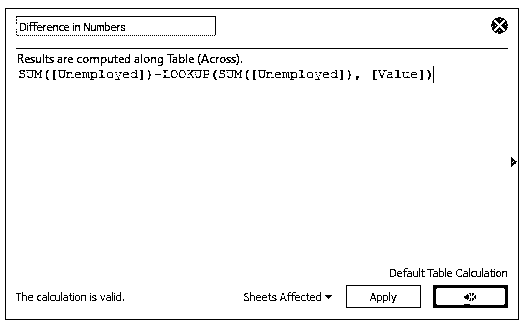 Difference in Numbers
Results are computed along Table (Across).
SUM([Unemployed])-LOOKUP(SUM([Unemployed]), [Value])
Default Table Calculation
The calculation is valid.
Sheets Affected ▾
Apply